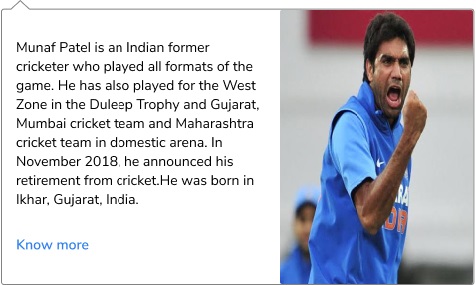 Munaf Patel is an Indian former
cricketer who played all formats of the
game. He has also played for the West
Zone in the Duleep Trophy and Gujarat,
Mumbai cricket team and Maharashtra
cricket team in domestic arena. In
November 2018, he announced his
retirement from cricket.He was born in
Ikhar, Gujarat, India.
Know more